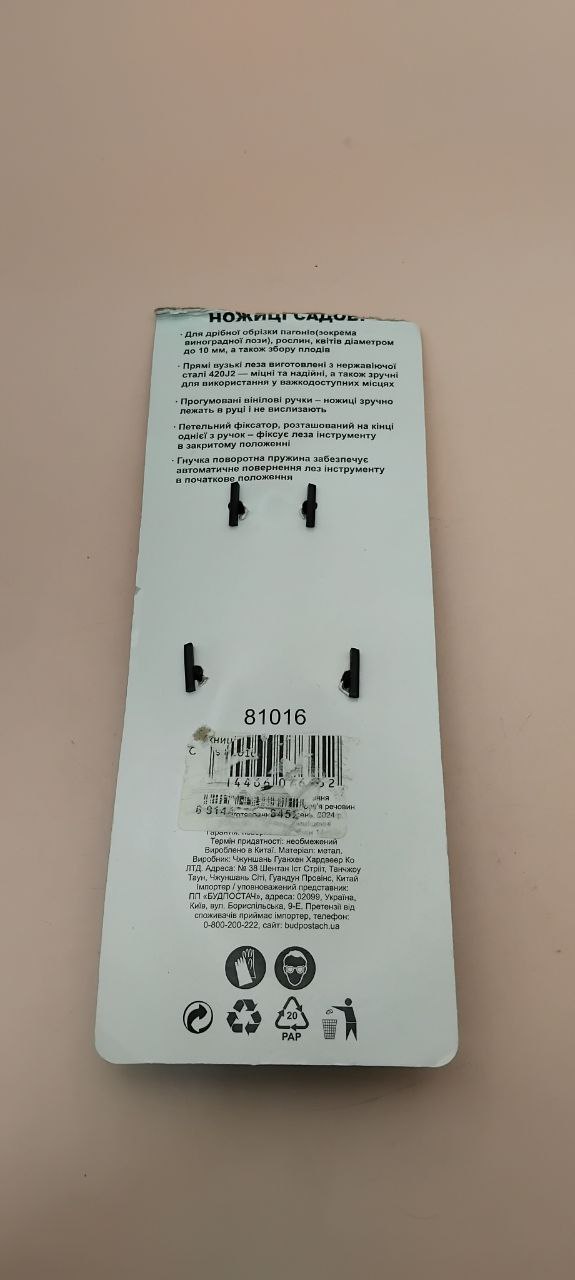 НОЖИЦІ САДОВІ
· Для дрібної обрізки пагонів(зокрема
виноградної лози), рослин, квітів діаметром
до 10 мм, а також збору плодів
· Прямі вузькі леза виготовлені з нержавіючої
сталі 420J2 — міцні та надійні, а також зручні
для використання у важкодоступних місцях
· Прогумовані вінілові ручки – ножиці зручно
лежать в руці і не вислизають
· Петельний фіксатор, розташований на кінці
однієї з ручок – фіксує леза інструменту
в закритому положенні
· Гнучка поворотна пружина забезпечує
автоматичне повернення лез інструменту
в початкове положення
81016
речовин
2024 р.
Термін придатності: необмежений
Вироблено в Китаї. Матеріал: метал.
Виробник: Чжуншань Гуанхен Хардвеер Ко
ЛТД. Адреса: № 38 Шентан Іст Стріт, Танчжоу
Таун, Чжуншань Сіті, Гуандун Провінс, Китай
Імпортер / уповноважений представник:
ПП «БУДПОСТАЧ», адреса: 02099, Україна,
Київ, вул. Бориспільська, 9-Е. Претензії від
споживачів приймає імпортер, телефон:
0-800-200-222, сайт: budpostach.ua
20
PAP